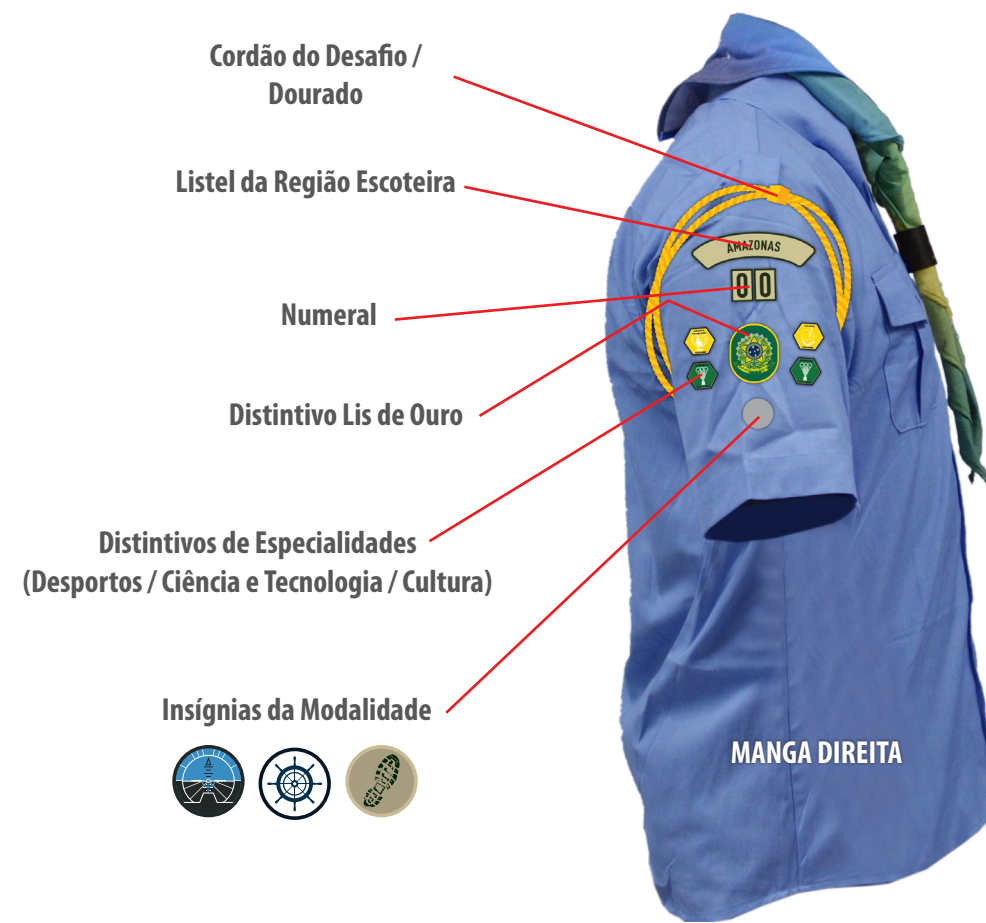 Cordão do Desafio /
Dourado
Listel da Região Escoteira
AMAZONAS
00
Numeral
Distintivo Lis de Ouro
Distintivos de Especialidades
(Desportos / Ciência e Tecnologia / Cultura)
Insígnias da Modalidade
MANGA DIREITA